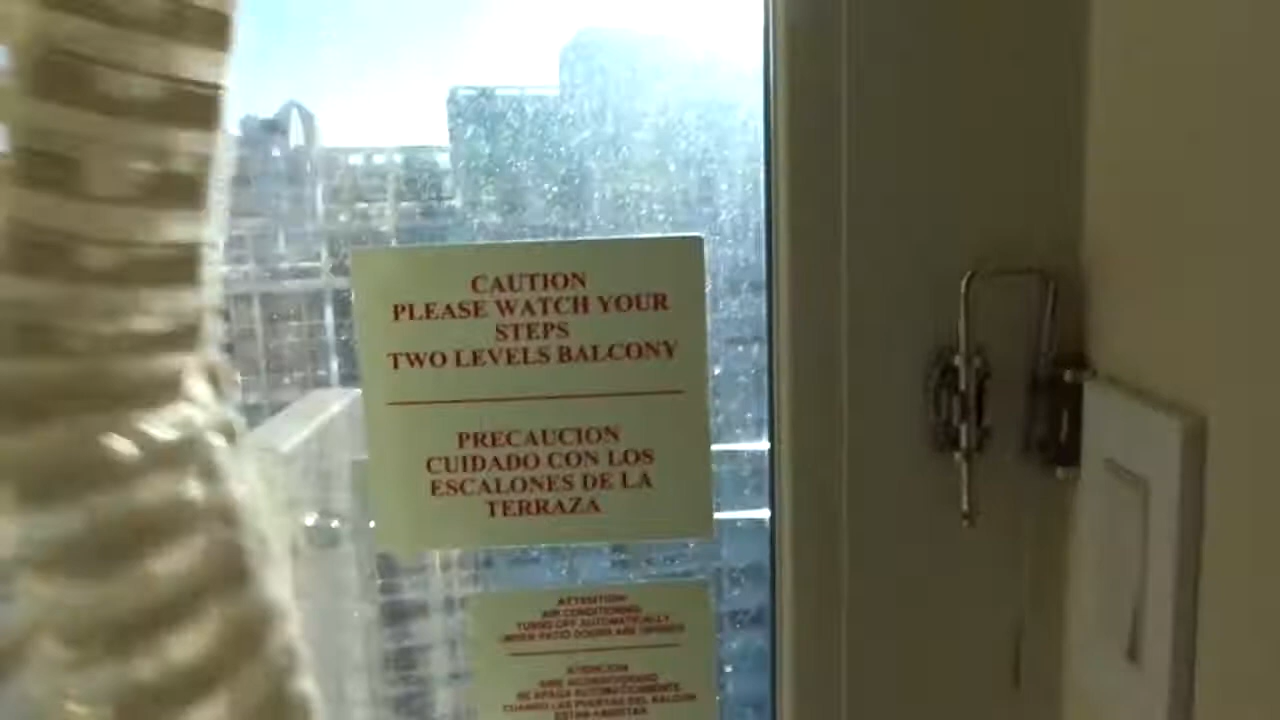 CAUTION
PLEASE WATCH YOUR
STEPS
TWO LEVELS BALCONY
PRECAUCION
CUIDADO CON LOS
ESCALONES DE LA
TERRAZA
ATTENTION
AIR CONDITIONING
TURNS OFF AUTOMATICALLY
WHEN PATIO DOORS ARE OPENED
ATENCION
AIRE ACONDICIONADO
SE APAGA AUTOMATICAMENTE
CUANDO LAS PUERTAS DEL BALCON
ESTAN ABIERTAS